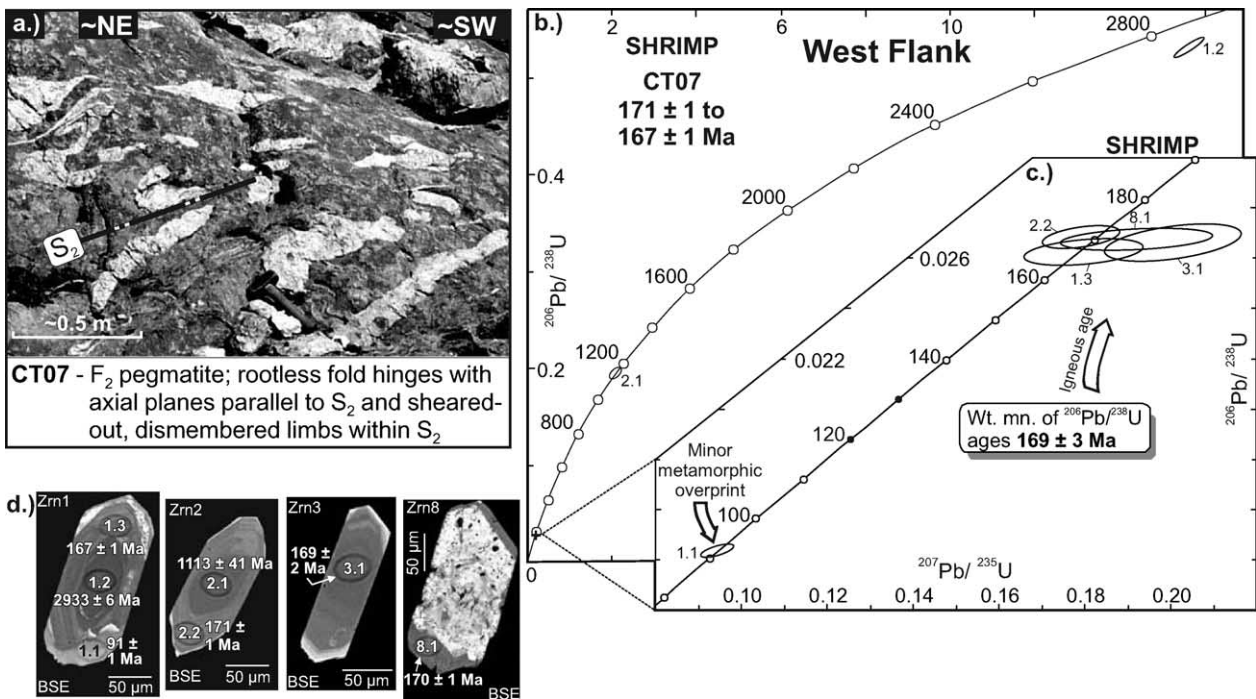 a.)
~NE
~SW
S2
~0.5 m
CT07 - F2 pegmatite; rootless fold hinges with
axial planes parallel to S2 and sheared-
out, dismembered limbs within S2
b.)
2
6
10
2800
SHRIMP
CT07
171 ± 1 to
167 ± 1 Ma
West Flank
1.2
2400
2000
1600
1200
2.1
800
0.4
0.2
0
206Pb/ 238U
SHRIMP
c.)
180
8.1
2.2
3.1
1.3
160
0.026
0.022
140
120
100
Igneous age
206Pb/ 238U
Wt. mn. of 206Pb/238U
ages 169 ± 3 Ma
Minor
metamorphic
overprint
1.1
207Pb/ 235U
0.10
0.12
0.14
0.16
0.18
0.20
d.)
Zrn1
1.3
167 ± 1 Ma
1.2
2933 ± 6 Ma
1.1
91 ±
1 Ma
BSE
50 µm
Zrn2
1113 ± 41 Ma
2.1
2.2
171 ±
1 Ma
BSE
50 µm
Zrn3
169 ±
2 Ma
3.1
BSE
50 µm
Zrn8
50 µm
8.1
170 ± 1 Ma
BSE